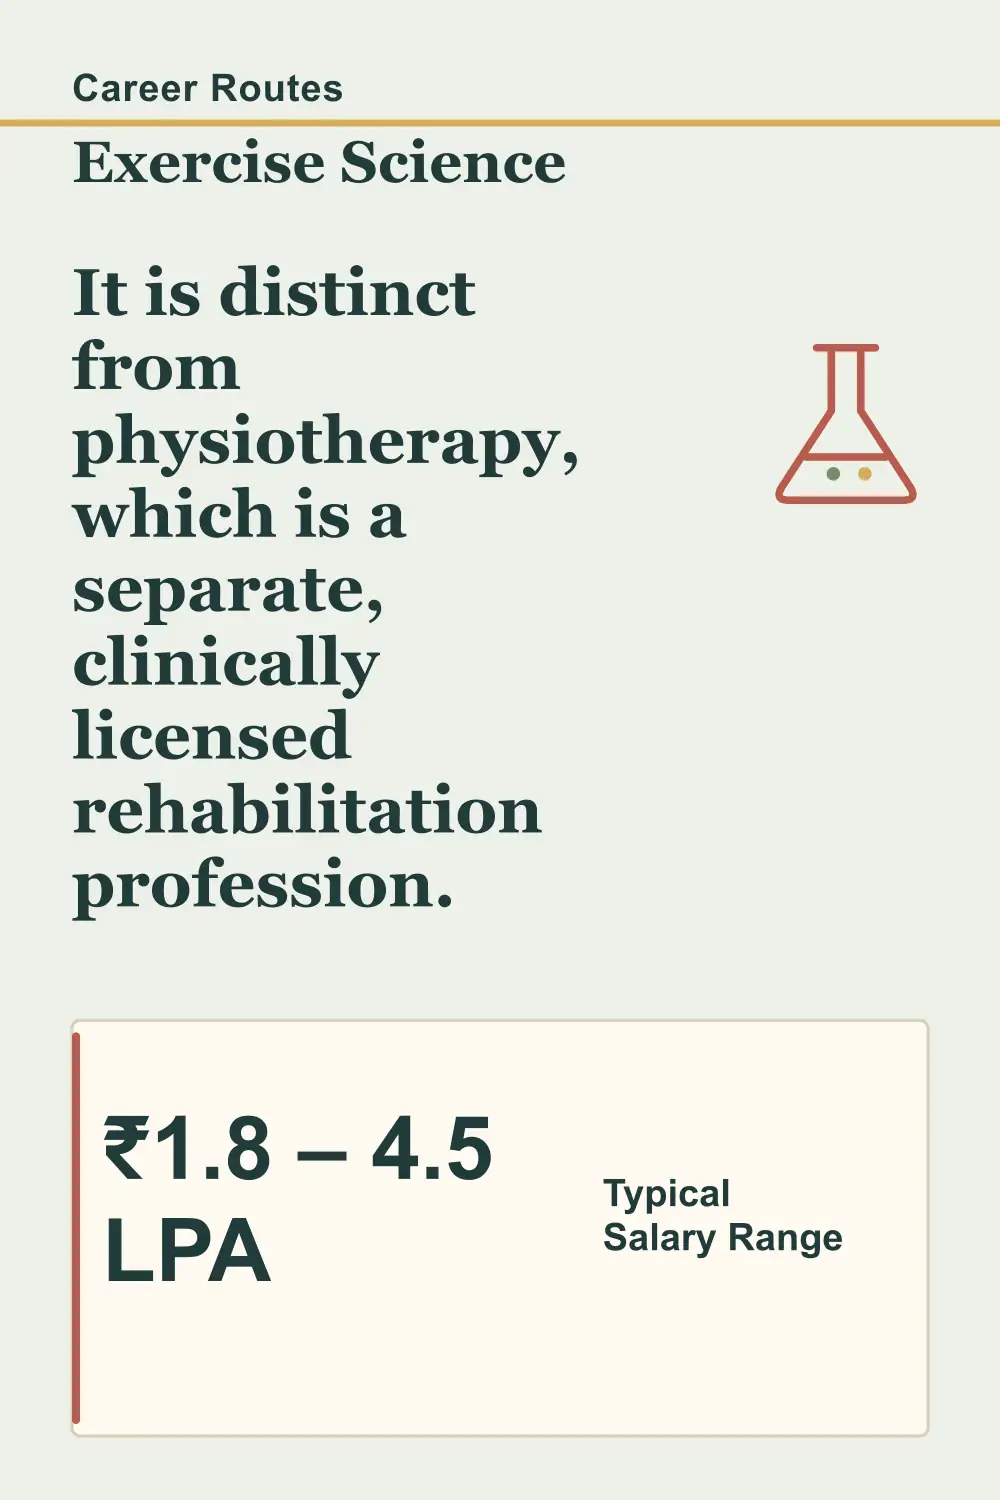 Career Routes
Exercise Science
It is distinct
from
physiotherapy,
which is a
separate,
clinically
licensed
rehabilitation
profession.
₹1.8 – 4.5
LPA
Typical
Salary Range